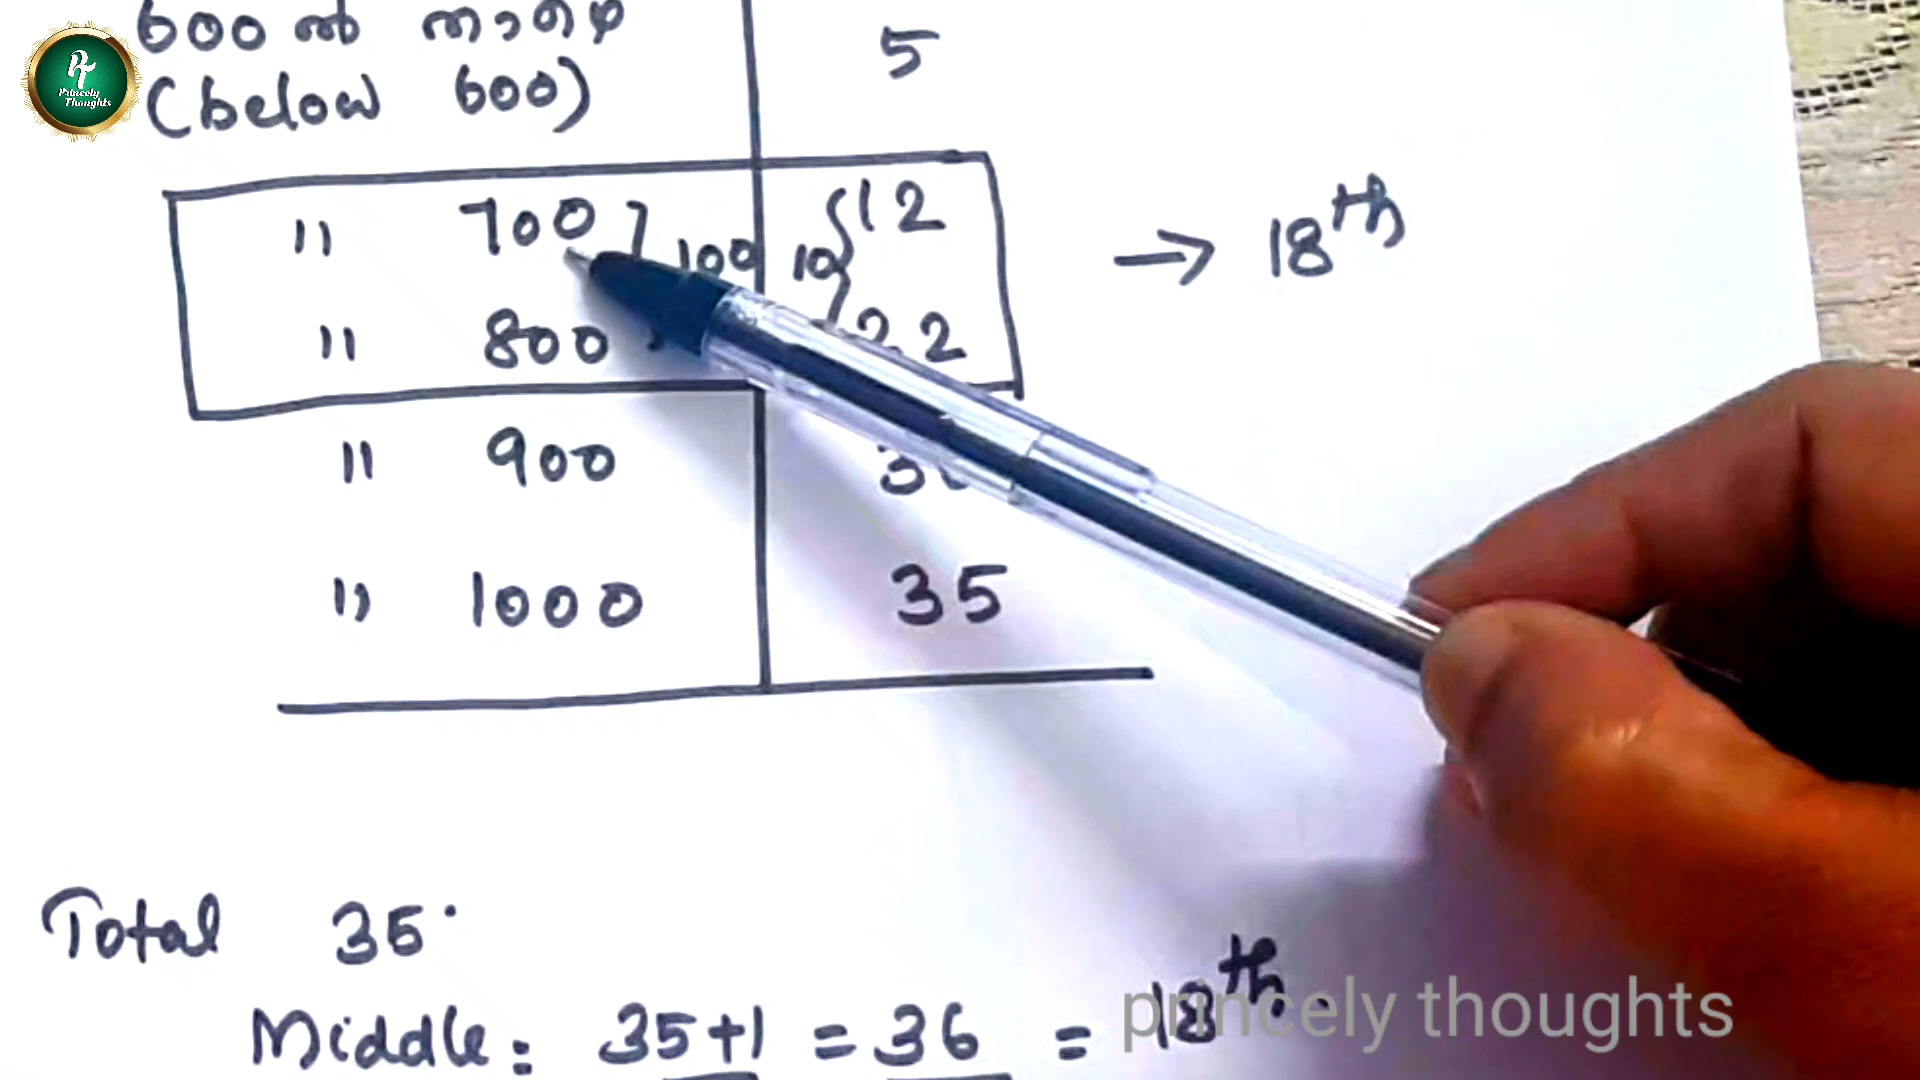 600 ൽ താഴെ 5
PT
Princely
Thoughts
(below 600)
" 700 } 100 10 { 12 → 18th
" 800 22
" 900
" 1000 35
Total 35.
Middle : 35+1 = 36 = 18th.
princely thoughts